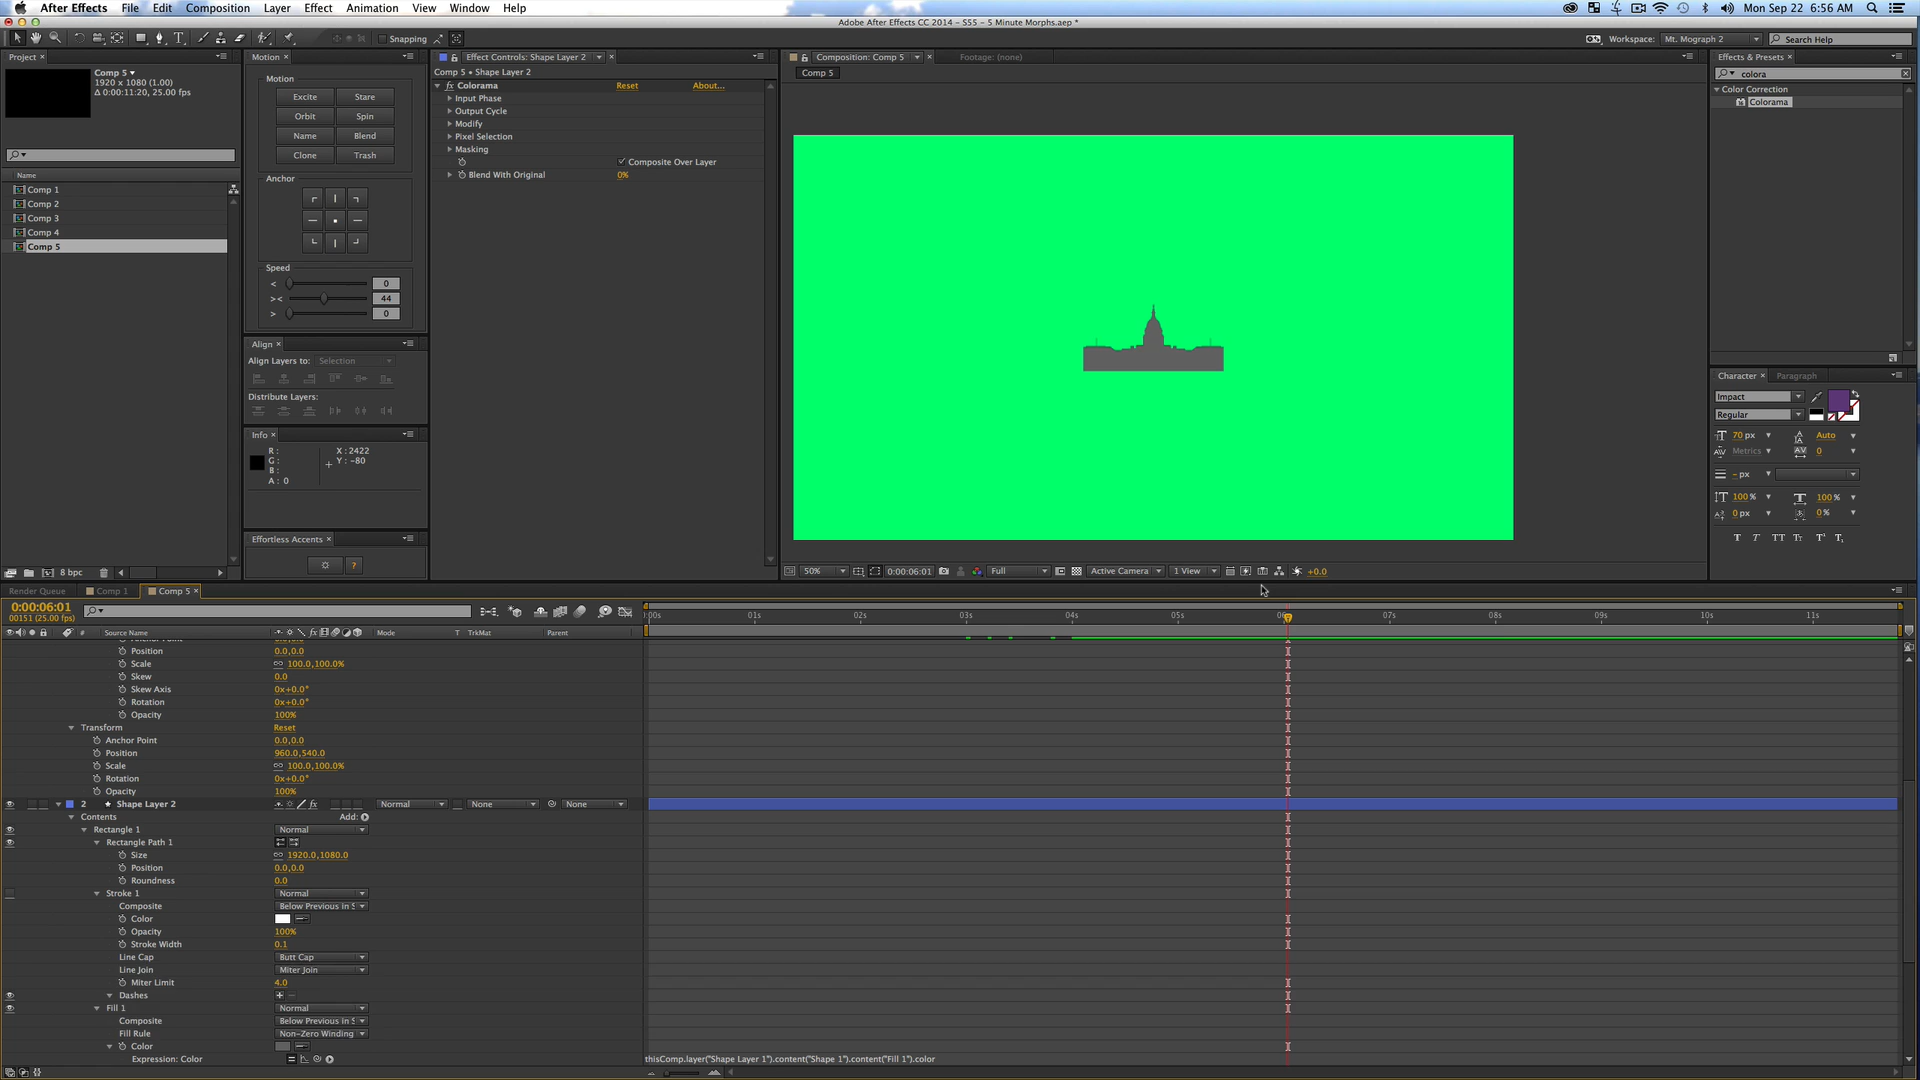 After Effects File Edit Composition Layer Effect Animation View Window Help Mon Sep 22 6:56 AM
Adobe After Effects CC 2014 - S55 - 5 Minute Morphs.aep *
Snapping Workspace: Mt. Mograph 2 Search Help
Project
Comp 5
1920 x 1080 (1.00)
Δ 0:00:11:20, 25.00 fps
Name
Comp 1
Comp 2
Comp 3
Comp 4
Comp 5
8 bpc
Motion
Motion
Excite Stare
Orbit Spin
Name Blend
Clone Trash
Anchor
Speed
< 0
>< 44
> 0
Align
Align Layers to: Selection
Distribute Layers:
Info
R : X : 2422
G : Y : -80
B :
A : 0
Effortless Accents
?
Effect Controls: Shape Layer 2
Comp 5 • Shape Layer 2
fx Colorama Reset About...
Input Phase
Output Cycle
Modify
Pixel Selection
Masking
Composite Over Layer
Blend With Original 0%
Composition: Comp 5 Footage: (none)
Comp 5
50% 0:00:06:01 Full Active Camera 1 View +0.0
Effects & Presets
colora
Color Correction
Colorama
Character Paragraph
Impact
Regular
70 px Auto
Metrics 0
- px
100% 100%
0 px 0%
Render Queue Comp 1 Comp 5
0:00:06:01
00151 (25.00 fps)
:00s 01s 02s 03s 04s 05s 07s 08s 09s 10s 11s
# Source Name Mode T TrkMat Parent
Position 0.0,0.0
Scale 100.0,100.0%
Skew 0.0
Skew Axis 0x+0.0°
Rotation 0x+0.0°
Opacity 100%
Transform Reset
Anchor Point 0.0,0.0
Position 960.0,540.0
Scale 100.0,100.0%
Rotation 0x+0.0°
Opacity 100%
2 Shape Layer 2 fx Normal None None
Contents Add:
Rectangle 1 Normal
Rectangle Path 1
Size 1920.0,1080.0
Position 0.0,0.0
Roundness 0.0
Stroke 1 Normal
Composite Below Previous in S
Color
Opacity 100%
Stroke Width 0.1
Line Cap Butt Cap
Line Join Miter Join
Miter Limit 4.0
Dashes + -
Fill 1 Normal
Composite Below Previous in S
Fill Rule Non-Zero Winding
Color
Expression: Color thisComp.layer("Shape Layer 1").content("Shape 1").content("Fill 1").color